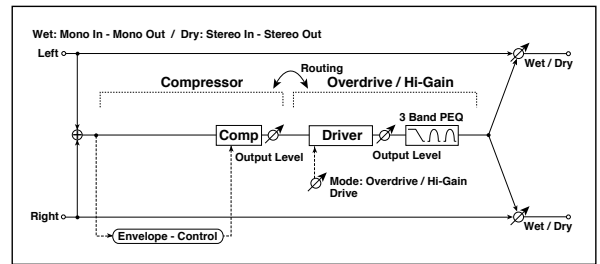 Wet: Mono In - Mono Out / Dry: Stereo In - Stereo Out
Left
Wet / Dry
Routing
Compressor
Overdrive / Hi-Gain
3 Band PEQ
Comp
Driver
Output Level
Output Level
Mode: Overdrive / Hi-Gain
Drive
Right
Wet / Dry
Envelope - Control